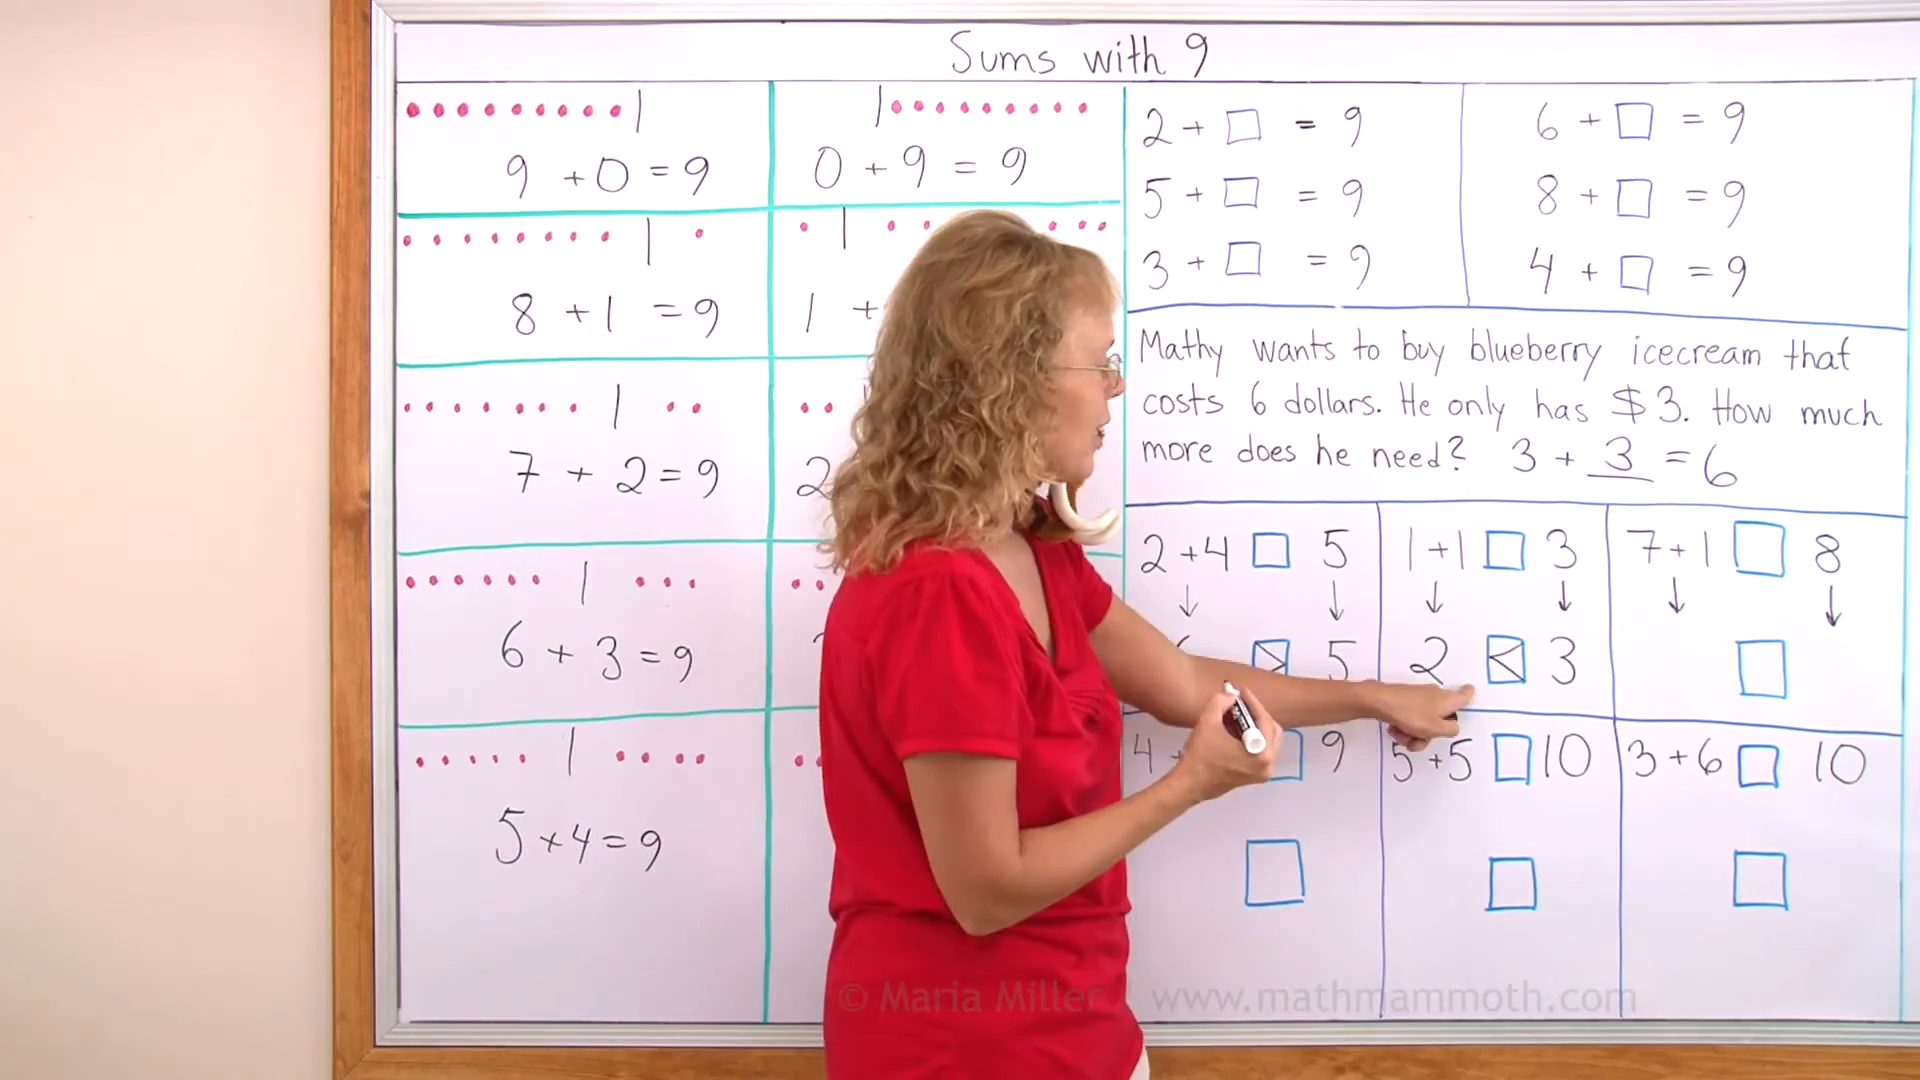 Sums with 9
9 + 0 = 9
0 + 9 = 9
8 + 1 = 9
1 +
7 + 2 = 9
2
6 + 3 = 9
5 + 4 = 9
2 + □ = 9
5 + □ = 9
3 + □ = 9
6 + □ = 9
8 + □ = 9
4 + □ = 9
Mathy wants to buy blueberry icecream that
costs 6 dollars. He only has $3. How much
more does he need? 3 + 3 = 6
2 + 4 □ 5
↓ ↓
> 5
1 + 1 □ 3
↓ ↓
2 < 3
7 + 1 □ 8
↓ ↓
□
4 □ 9
□
5 + 5 □ 10
□
3 + 6 □ 10
□
© Maria Miller www.mathmammoth.com